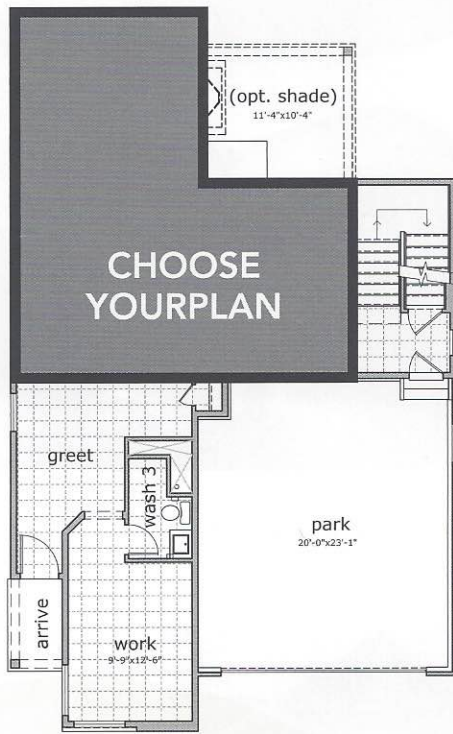 (opt. shade)
11'-4"x10'-4"
CHOOSE
YOURPLAN
greet
wash 3
park
20'-0"x23'-1"
arrive
work
9'-9"x12'-6"